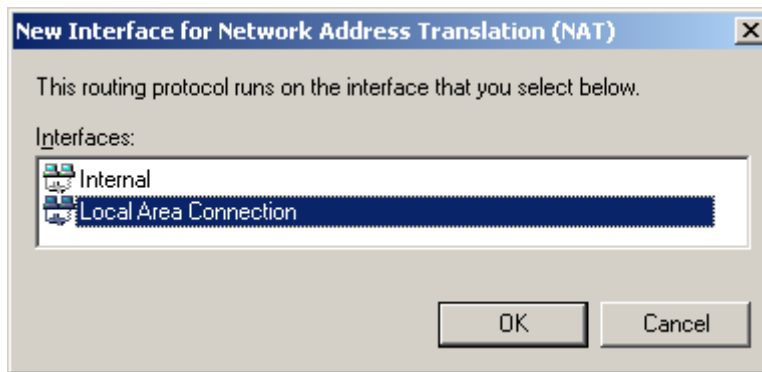 New Interface for Network Address Translation (NAT)
This routing protocol runs on the interface that you select below.
Interfaces:
Internal
Local Area Connection
OK Cancel